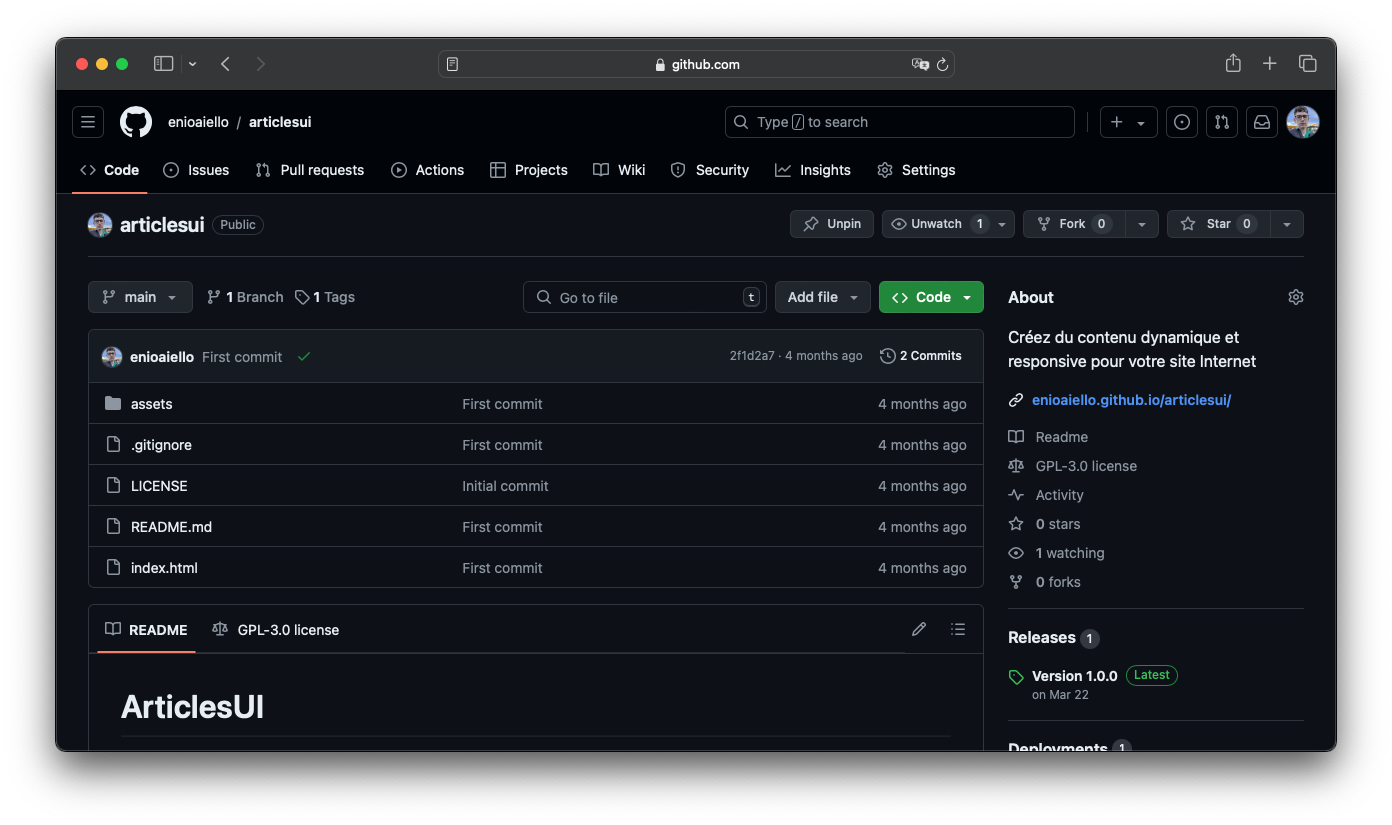 github.com
enioaiello / articlesui
Type / to search
Code Issues Pull requests Actions Projects Wiki Security Insights Settings
articlesui Public
Unpin Unwatch 1 Fork 0 Star 0
main 1 Branch 1 Tags
Go to file t Add file Code
enioaiello First commit 2f1d2a7 · 4 months ago 2 Commits
assets First commit 4 months ago
.gitignore First commit 4 months ago
LICENSE Initial commit 4 months ago
README.md First commit 4 months ago
index.html First commit 4 months ago
README GPL-3.0 license
ArticlesUI
About
Créez du contenu dynamique et
responsive pour votre site Internet
enioaiello.github.io/articlesui/
Readme
GPL-3.0 license
Activity
0 stars
1 watching
0 forks
Releases 1
Version 1.0.0 Latest
on Mar 22
Deployments 1